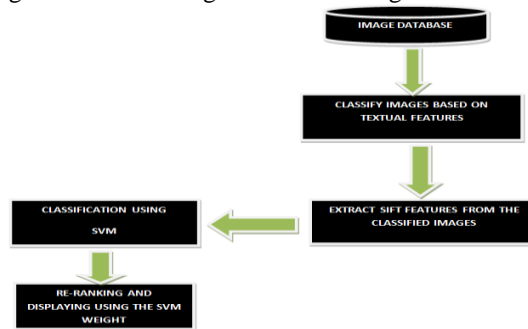 IMAGE DATABASE
CLASSIFY IMAGES BASED ON
TEXTUAL FEATURES
EXTRACT SIFT FEATURES FROM THE
CLASSIFIED IMAGES
CLASSIFICATION USING
SVM
RE-RANKING AND
DISPLAYING USING THE SVM
WEIGHT